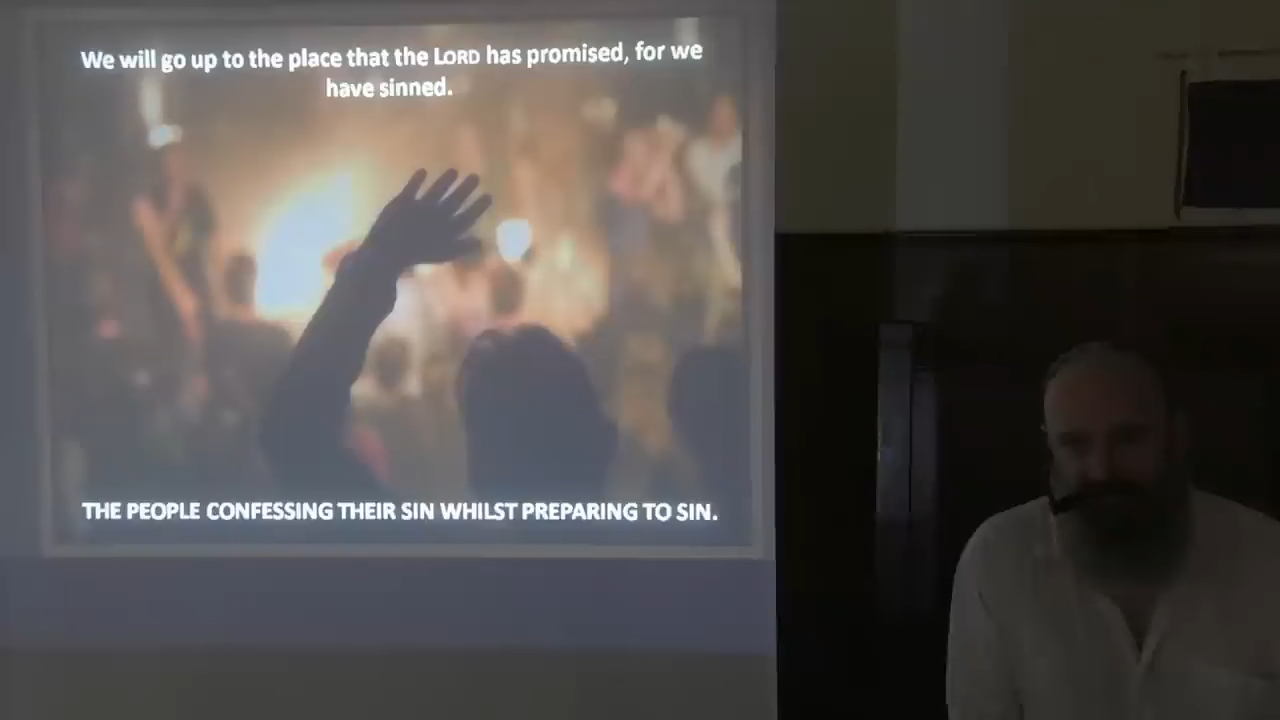 We will go up to the place that the LORD has promised, for we
have sinned.
THE PEOPLE CONFESSING THEIR SIN WHILST PREPARING TO SIN.